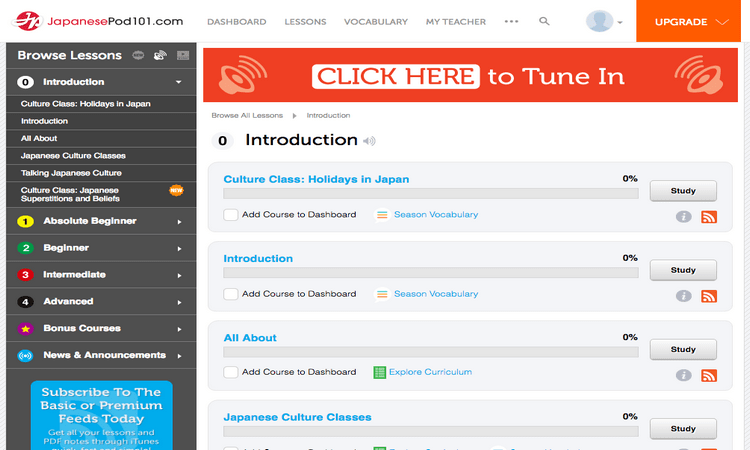 JapanesePod101.com
DASHBOARD LESSONS VOCABULARY MY TEACHER ••• UPGRADE
Browse Lessons NEW
0 Introduction
Culture Class: Holidays in Japan
Introduction
All About
Japanese Culture Classes
Talking Japanese Culture
Culture Class: Japanese
Superstitions and Beliefs
NEW
1 Absolute Beginner
2 Beginner
3 Intermediate
4 Advanced
Bonus Courses
News & Announcements
Subscribe To The
Basic or Premium
Feeds Today
Get all your lessons and
PDF notes through iTunes
CLICK HERE to Tune In
Browse All Lessons Introduction
0 Introduction
Culture Class: Holidays in Japan 0% Study
Add Course to Dashboard Season Vocabulary
Introduction 0% Study
Add Course to Dashboard Season Vocabulary
All About 0% Study
Add Course to Dashboard Explore Curriculum
Japanese Culture Classes 0% Study